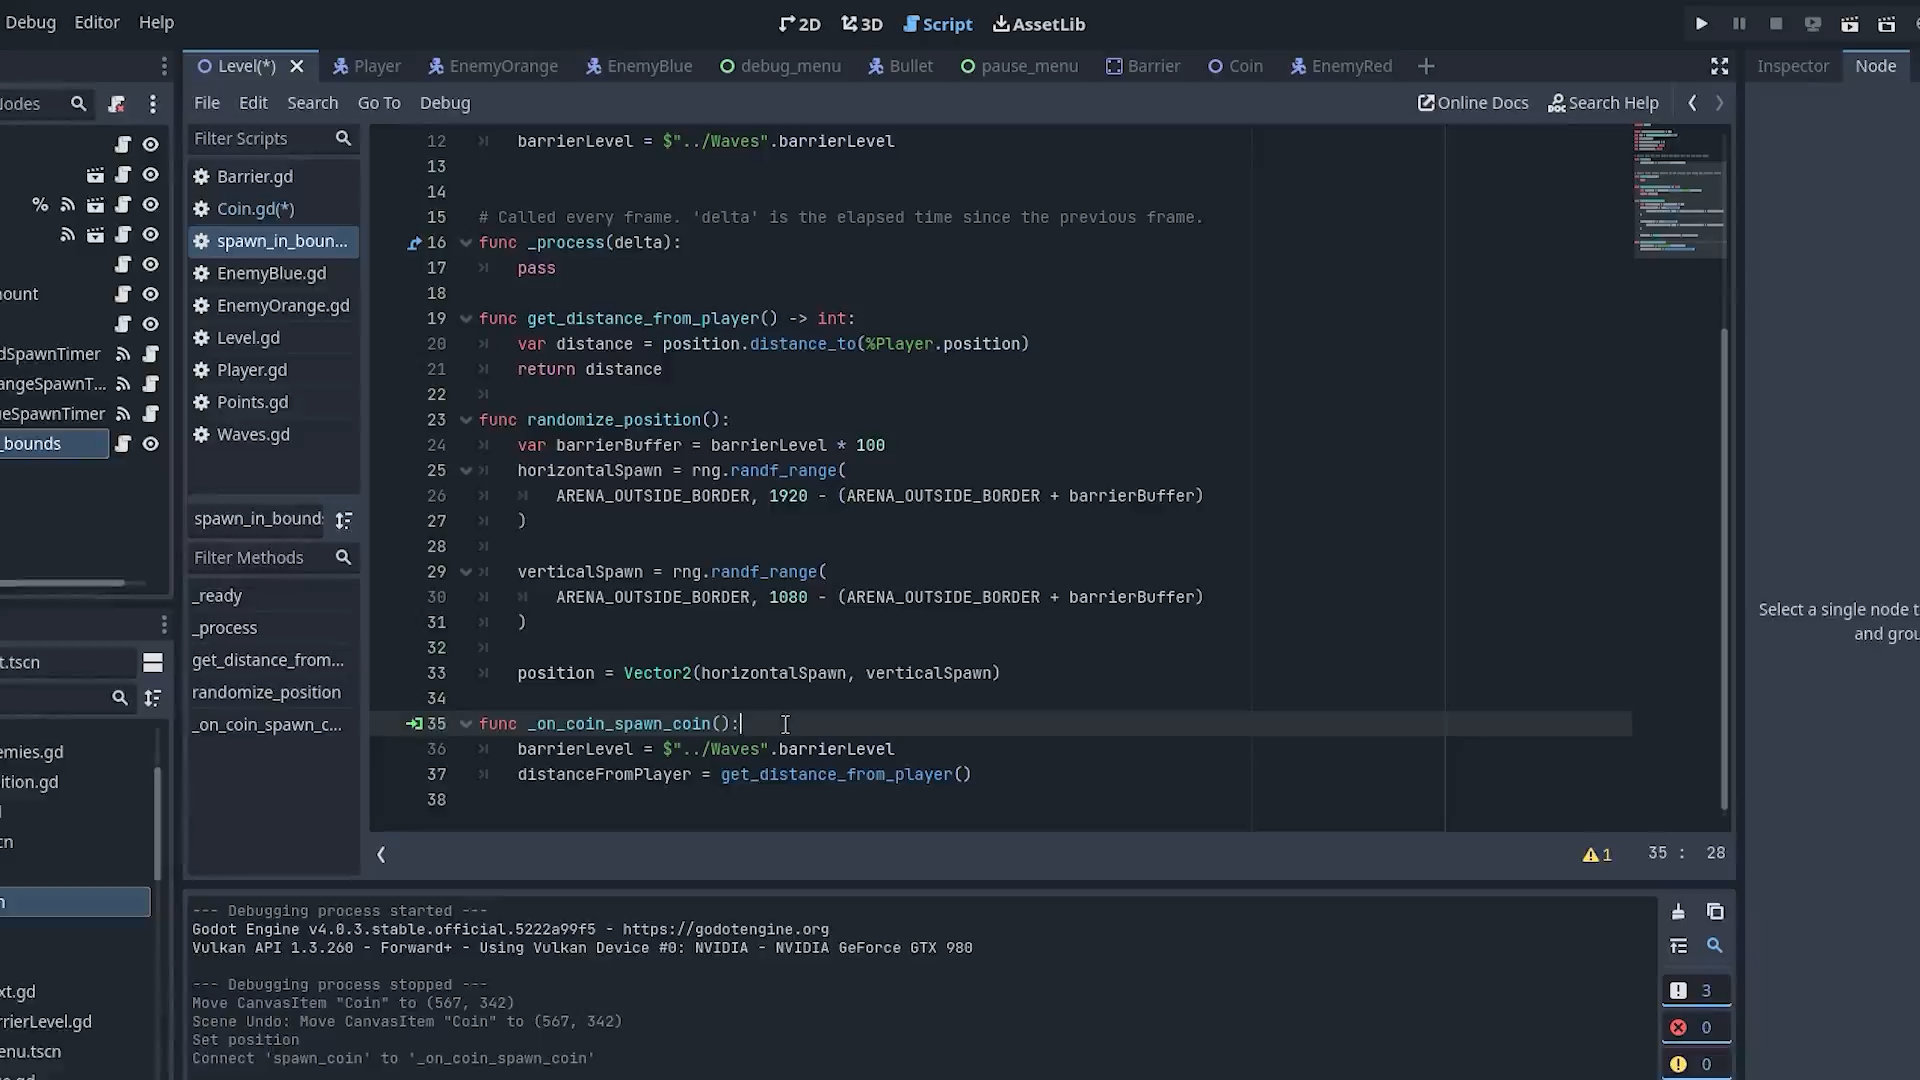 Debug Editor Help
2D 3D Script AssetLib
Level(*) Player EnemyOrange EnemyBlue debug_menu Bullet pause_menu Barrier Coin EnemyRed
Inspector Node
File Edit Search Go To Debug
Online Docs Search Help
Filter Scripts
Barrier.gd
Coin.gd(*)
spawn_in_boun...
EnemyBlue.gd
EnemyOrange.gd
Level.gd
Player.gd
Points.gd
Waves.gd
spawn_in_bound
Filter Methods
_ready
_process
get_distance_from...
randomize_position
_on_coin_spawn_c...
odes
%
ount
dSpawnTimer
angeSpawnT...
eSpawnTimer
_bounds
t.tscn
emies.gd
ition.gd
cn
n
xt.gd
rrierLevel.gd
enu.tscn
12 barrierLevel = $"../Waves".barrierLevel
13
14
15 # Called every frame. 'delta' is the elapsed time since the previous frame.
16 func _process(delta):
17 pass
18
19 func get_distance_from_player() -> int:
20 var distance = position.distance_to(%Player.position)
21 return distance
22
23 func randomize_position():
24 var barrierBuffer = barrierLevel * 100
25 horizontalSpawn = rng.randf_range(
26 ARENA_OUTSIDE_BORDER, 1920 - (ARENA_OUTSIDE_BORDER + barrierBuffer)
27 )
28
29 verticalSpawn = rng.randf_range(
30 ARENA_OUTSIDE_BORDER, 1080 - (ARENA_OUTSIDE_BORDER + barrierBuffer)
31 )
32
33 position = Vector2(horizontalSpawn, verticalSpawn)
34
35 func _on_coin_spawn_coin():
36 barrierLevel = $"../Waves".barrierLevel
37 distanceFromPlayer = get_distance_from_player()
38
1 35 : 28
Select a single node t
and grou
--- Debugging process started ---
Godot Engine v4.0.3.stable.official.5222a99f5 - https://godotengine.org
Vulkan API 1.3.260 - Forward+ - Using Vulkan Device #0: NVIDIA - NVIDIA GeForce GTX 980
--- Debugging process stopped ---
Move CanvasItem "Coin" to (567, 342)
Scene Undo: Move CanvasItem "Coin" to (567, 342)
Set position
Connect 'spawn_coin' to '_on_coin_spawn_coin'
3
0
0